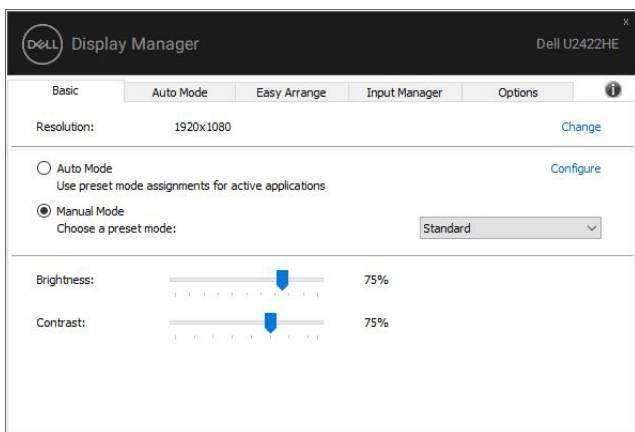 DELL Display Manager Dell U2422HE
x
Basic Auto Mode Easy Arrange Input Manager Options i
Resolution: 1920x1080 Change
Auto Mode Configure
Use preset mode assignments for active applications
Manual Mode
Choose a preset mode: Standard
Brightness: 75%
Contrast: 75%